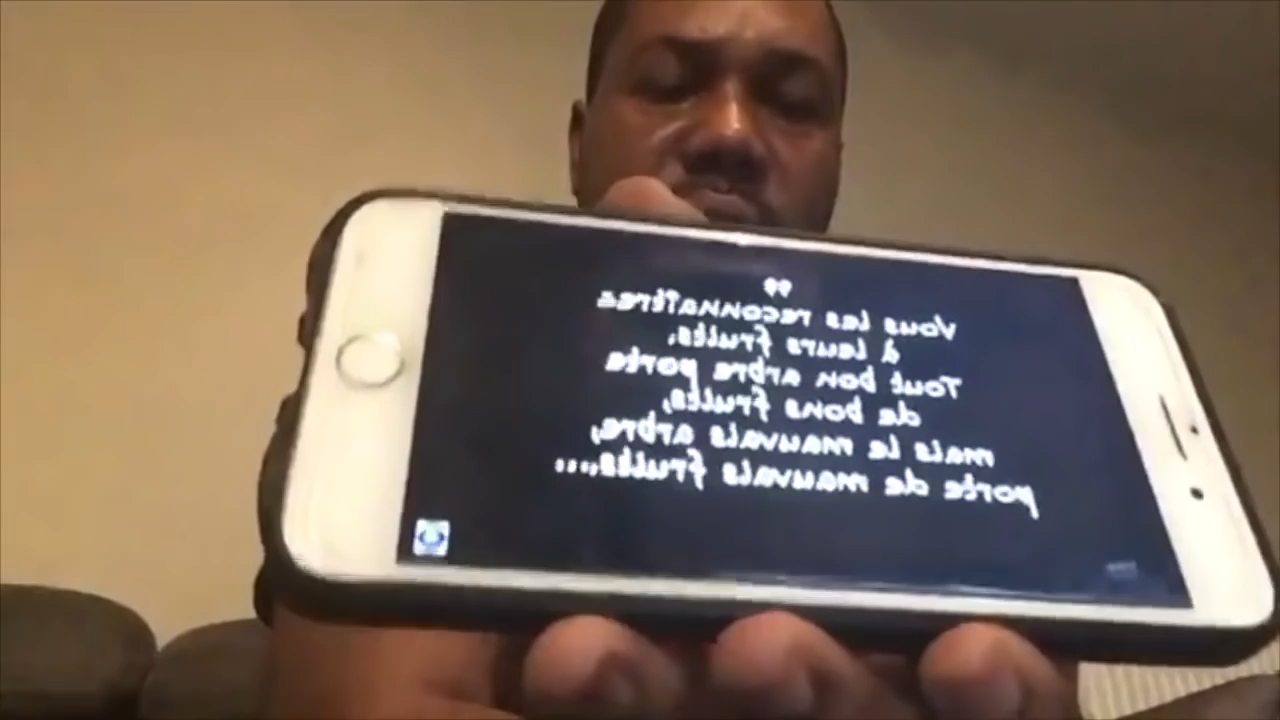 Vous les reconnaîtrez
à leurs fruits.
Tout bon arbre porte
de bons fruits,
mais le mauvais arbre,
porte de mauvais fruits....